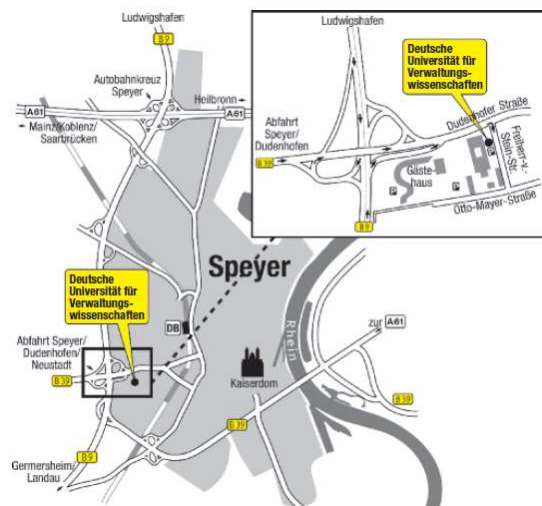 Ludwigshafen
B9
Autobahnkreuz
Speyer
Heilbronn
A61
A61
Mainz/Koblenz/
Saarbrücken
Speyer
Deutsche
Universität für
Verwaltungs-
wissenschaften
DB
Abfahrt Speyer/
Dudenhofen/
Neustadt
B39
Kaiserdom
Rhein
zur A61
B39
B39
B9
Germersheim/
Landau
Ludwigshafen
Deutsche
Universität für
Verwaltungs-
wissenschaften
Dudenhofer Straße
Abfahrt
Speyer/
Dudenhofen
B39
Gäste-
haus
Freiherr-v.-
Stein-Str.
P
P
P
Otto-Mayer-Straße
B9